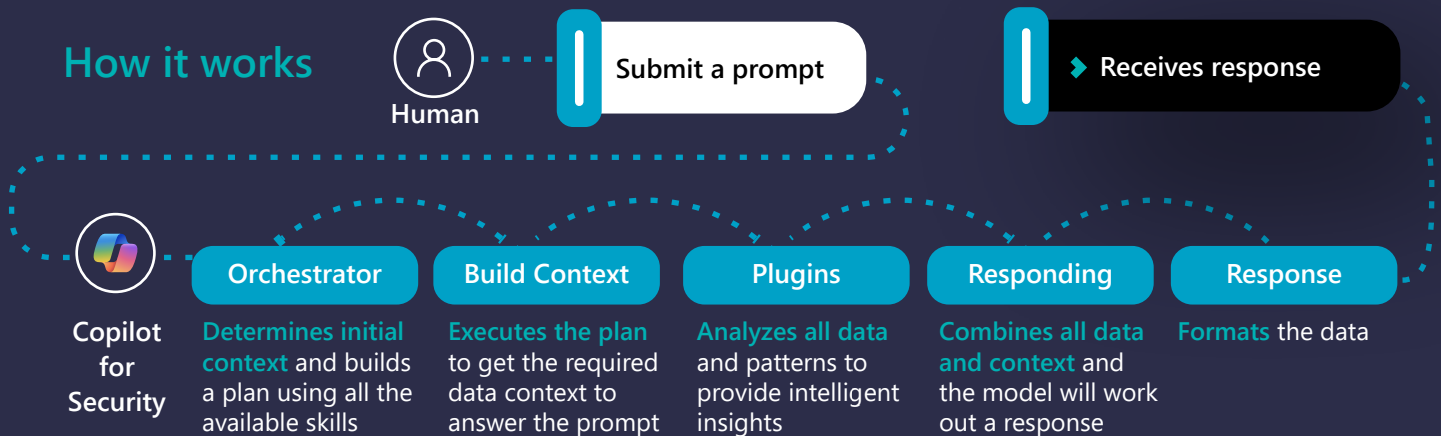 How it works
Human
Submit a prompt
Receives response
Copilot
for
Security
Orchestrator
Determines initial
context and builds
a plan using all the
available skills
Build Context
Executes the plan
to get the required
data context to
answer the prompt
Plugins
Analyzes all data
and patterns to
provide intelligent
insights
Responding
Combines all data
and context and
the model will work
out a response
Response
Formats the data